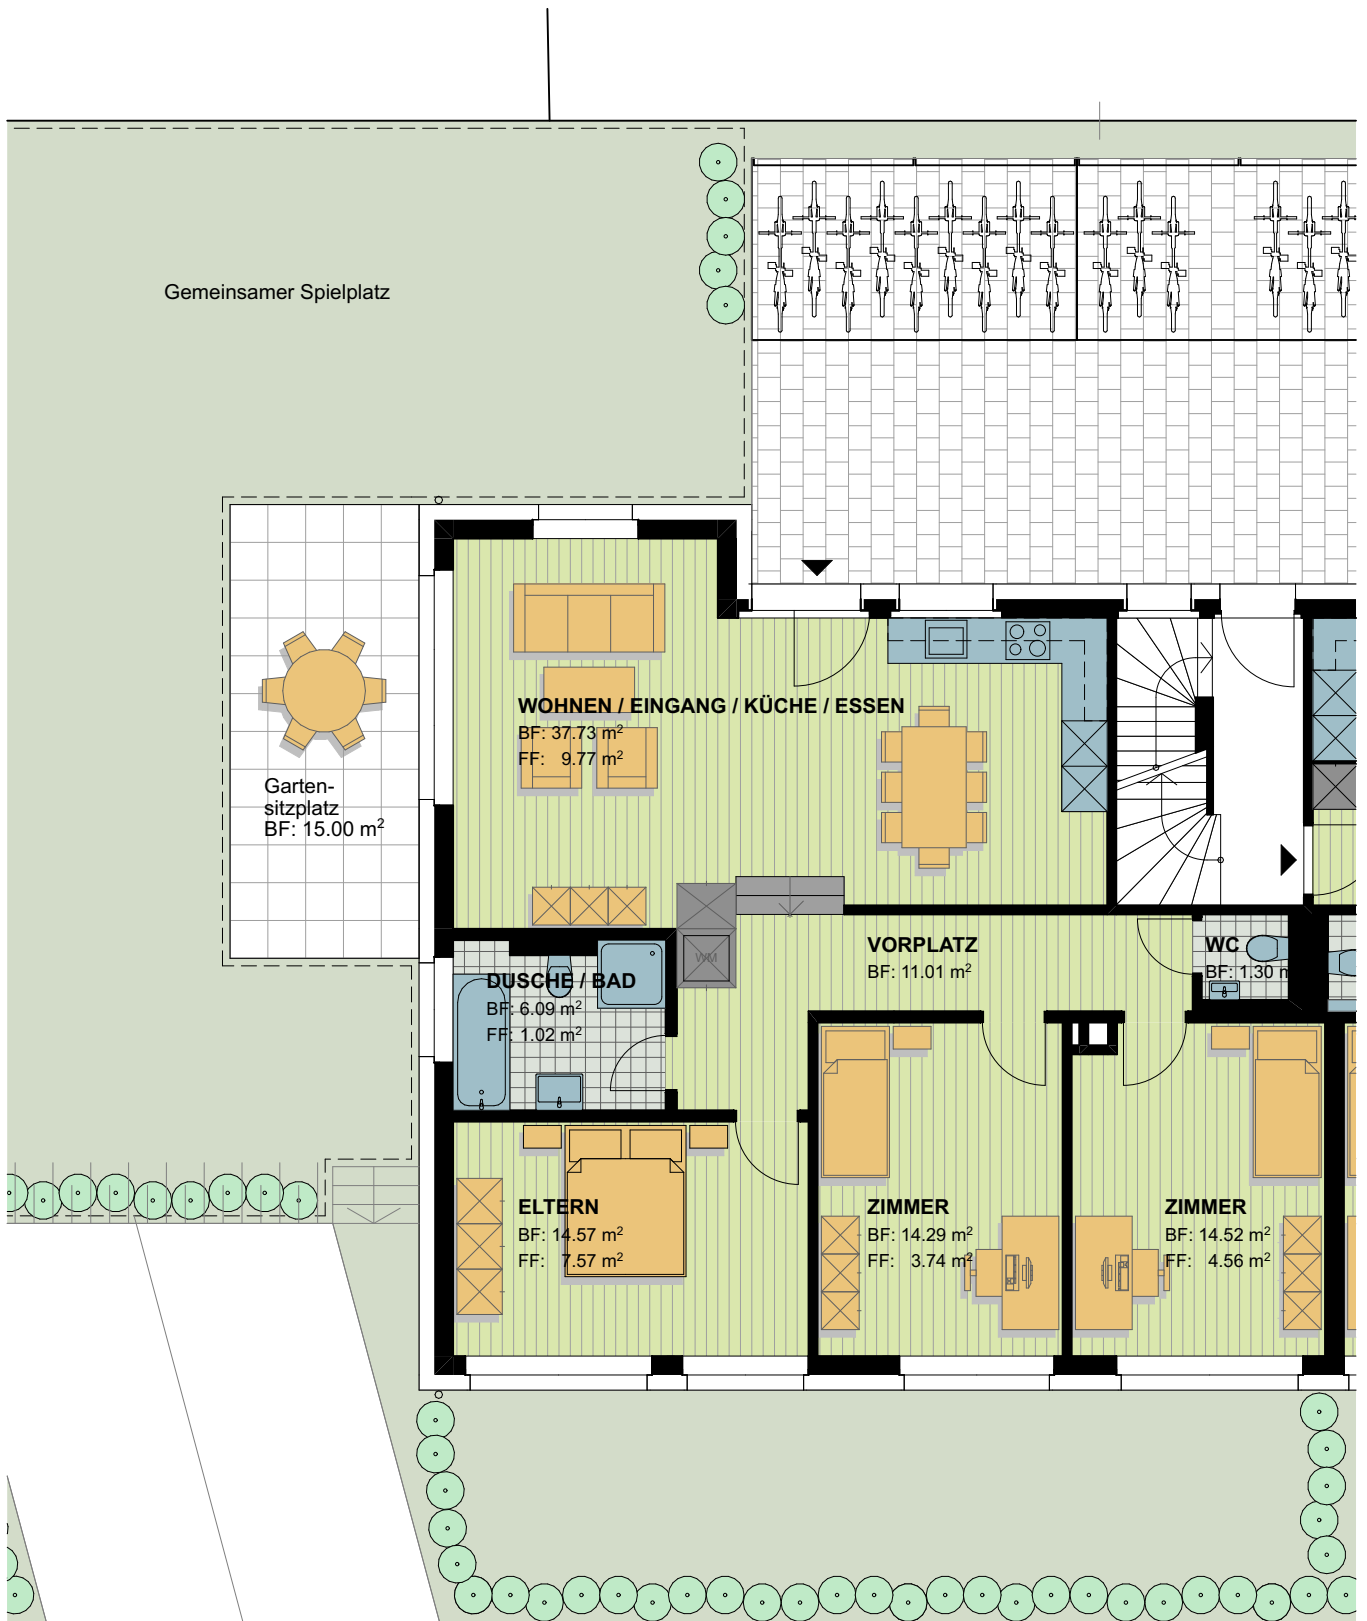 Gemeinsamer Spielplatz
WOHNEN / EINGANG / KÜCHE / ESSEN
BF: 37.73 m²
FF: 9.77 m²
Garten-
sitzplatz
BF: 15.00 m²
VORPLATZ
BF: 11.01 m²
WC
BF: 1.30 m
WM
DUSCHE / BAD
BF: 6.09 m²
FF: 1.02 m²
ELTERN
BF: 14.57 m²
FF: 7.57 m²
ZIMMER
BF: 14.29 m²
FF: 3.74 m²
ZIMMER
BF: 14.52 m²
FF: 4.56 m²